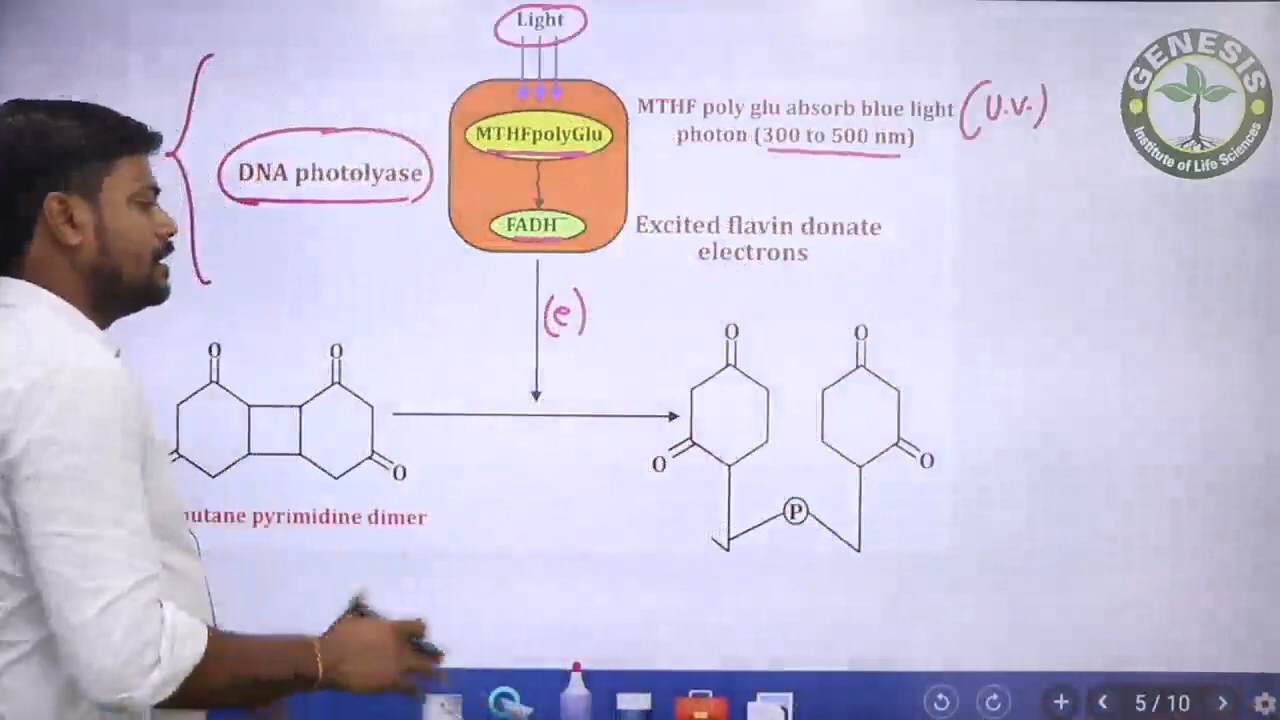 Light
MTHFpolyGlu
MTHF poly glu absorb blue light (U.V.)
photon (300 to 500 nm)
DNA photolyase
FADH⁻
Excited flavin donate
electrons
(e)
O O
O
O O
O O
P
utane pyrimidine dimer
GENESIS
Institute of Life Sciences
5 / 10